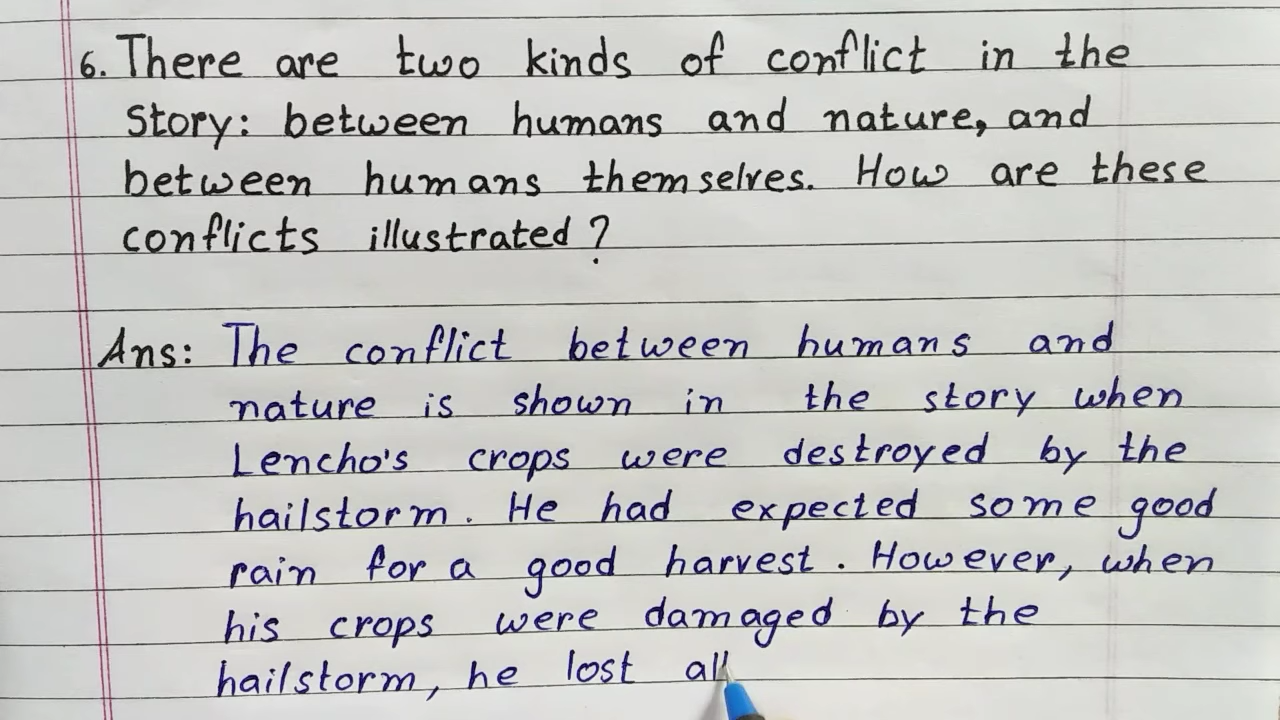 6. There are two kinds of conflict in the
Story: between humans and nature, and
between humans themselves. How are these
conflicts illustrated?
Ans: The conflict between humans and
nature is shown in the story when
Lencho's crops were destroyed by the
hailstorm. He had expected some good
rain for a good harvest. However, when
his crops were damaged by the
hailstorm, he lost all